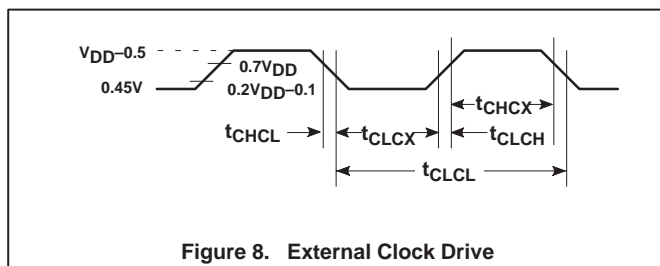 VDD–0.5
0.7VDD
0.45V
0.2VDD–0.1
tCHCX
tCHCL
tCLCX
tCLCH
tCLCL
Figure 8. External Clock Drive